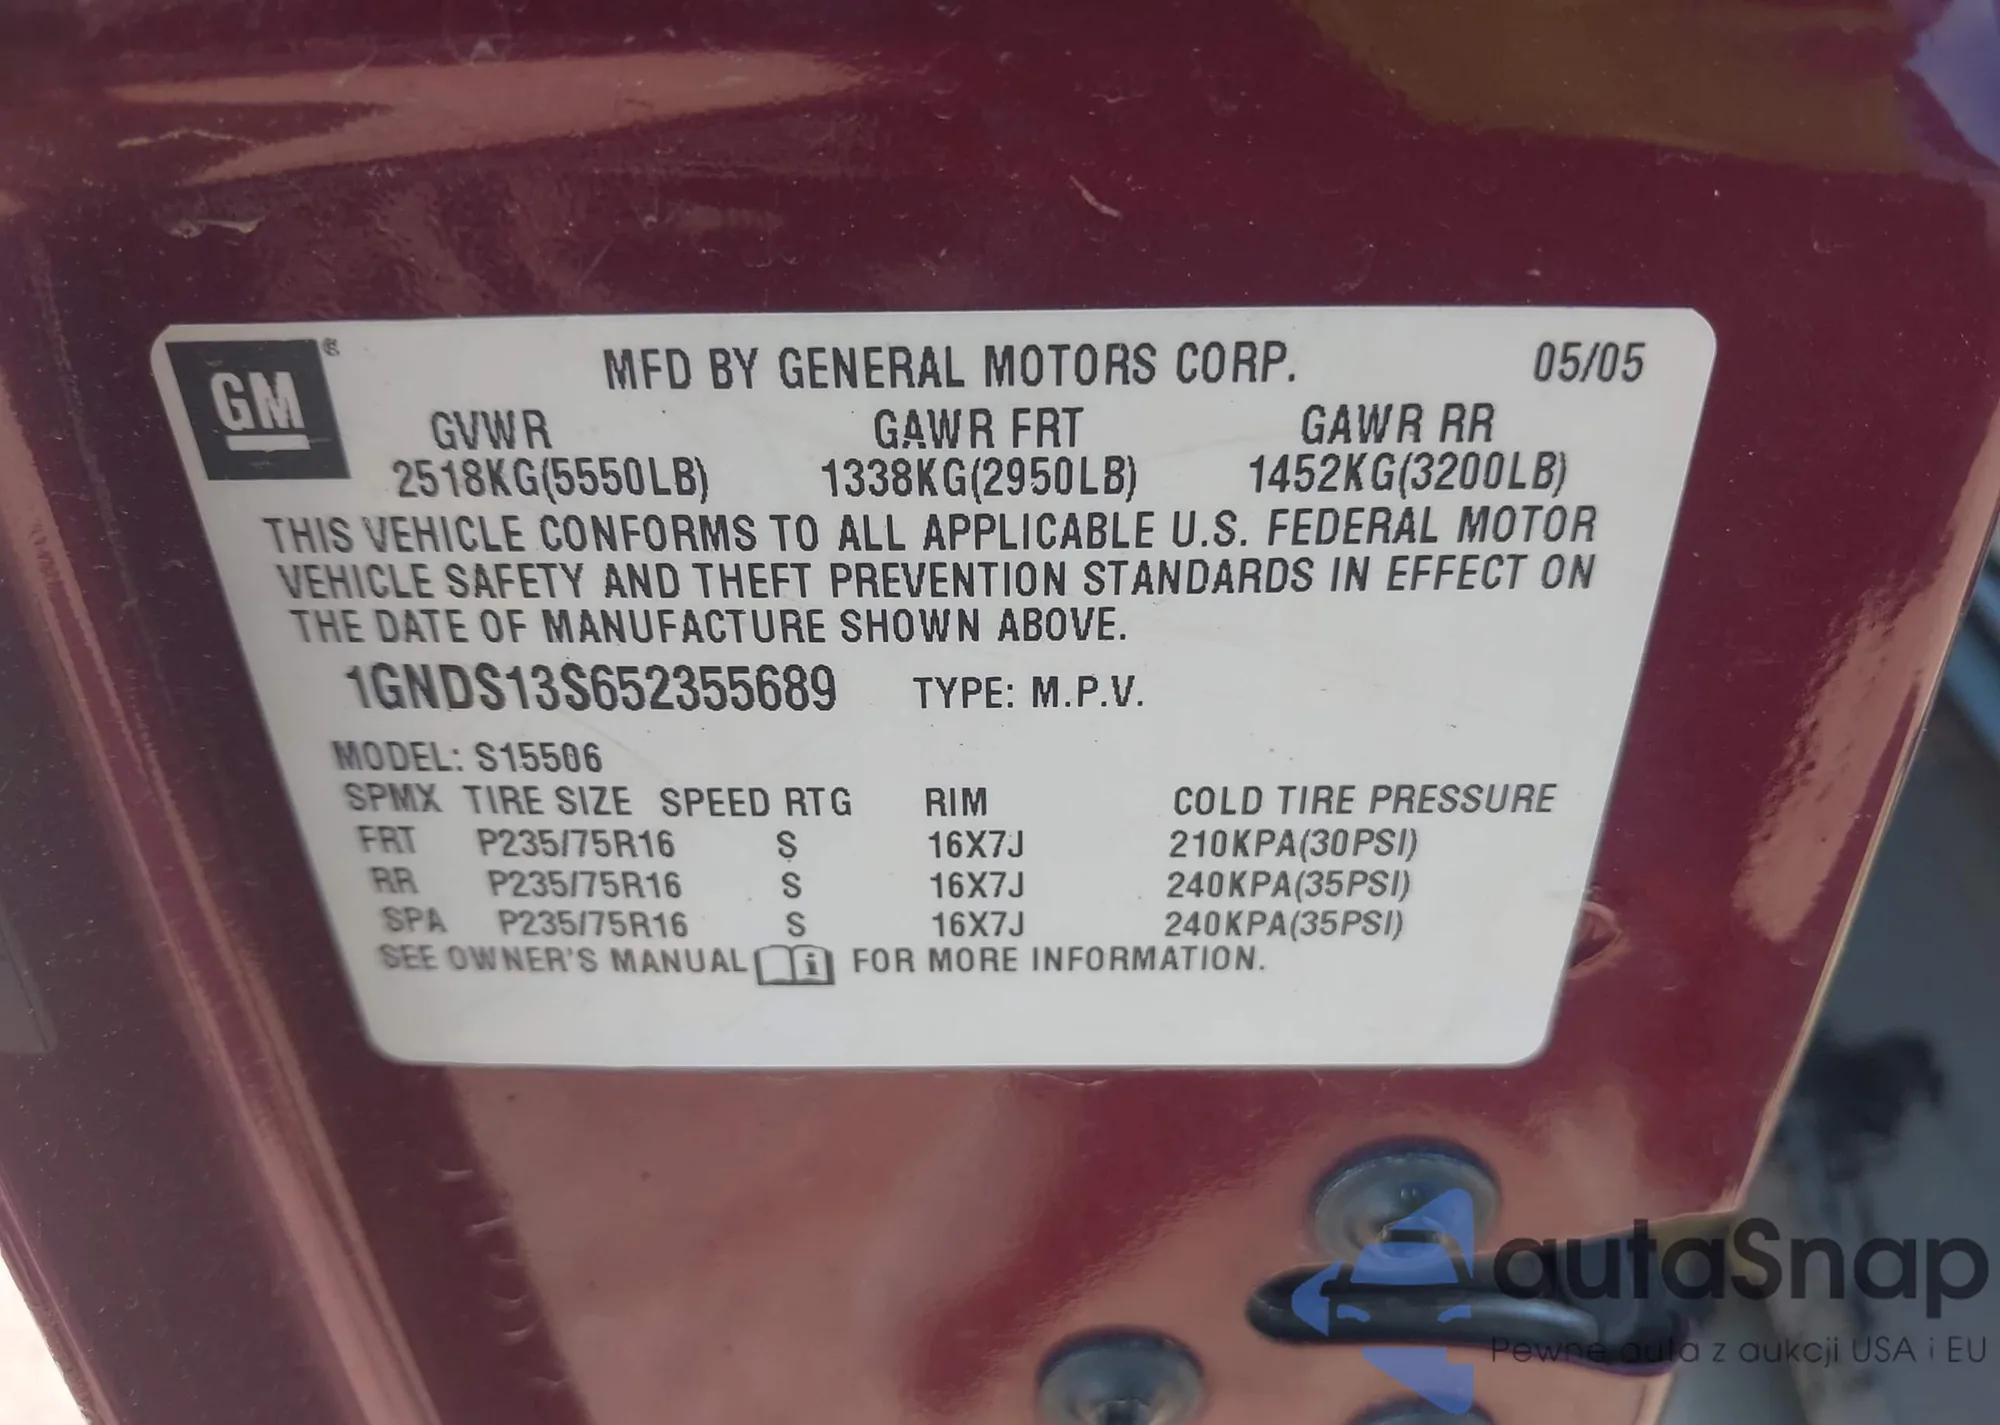 GM ® MFD BY GENERAL MOTORS CORP. 05/05
GVWR GAWR FRT GAWR RR
2518KG(5550LB) 1338KG(2950LB) 1452KG(3200LB)
THIS VEHICLE CONFORMS TO ALL APPLICABLE U.S. FEDERAL MOTOR
VEHICLE SAFETY AND THEFT PREVENTION STANDARDS IN EFFECT ON
THE DATE OF MANUFACTURE SHOWN ABOVE.
1GNDS13S652355689 TYPE: M.P.V.
MODEL: S15506
SPMX TIRE SIZE SPEED RTG RIM COLD TIRE PRESSURE
FRT P235/75R16 S 16X7J 210KPA(30PSI)
RR P235/75R16 S 16X7J 240KPA(35PSI)
SPA P235/75R16 S 16X7J 240KPA(35PSI)
SEE OWNER'S MANUAL i FOR MORE INFORMATION.
autaSnap
Pewne auta z aukcji USA i EU